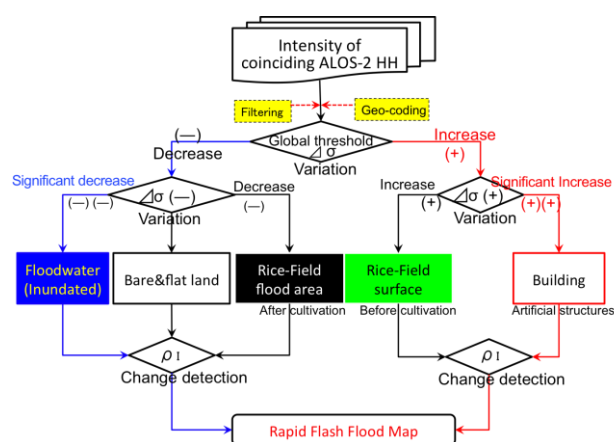 Intensity of
coinciding ALOS-2 HH
Filtering
Geo-coding
(—)
Decrease
Global threshold
⊿ σ
Variation
Increase
(+)
Significant decrease
(—) (—)
⊿σ (—)
Variation
Decrease
(—)
Increase
(+)
⊿σ (+)
Variation
Significant Increase
(+)(+)
Floodwater
(Inundated)
Bare&flat land
Rice-Field
flood area
After cultivation
Rice-Field
surface
Before cultivation
Building
Artificial structures
ρ I
Change detection
ρ I
Change detection
Rapid Flash Flood Map